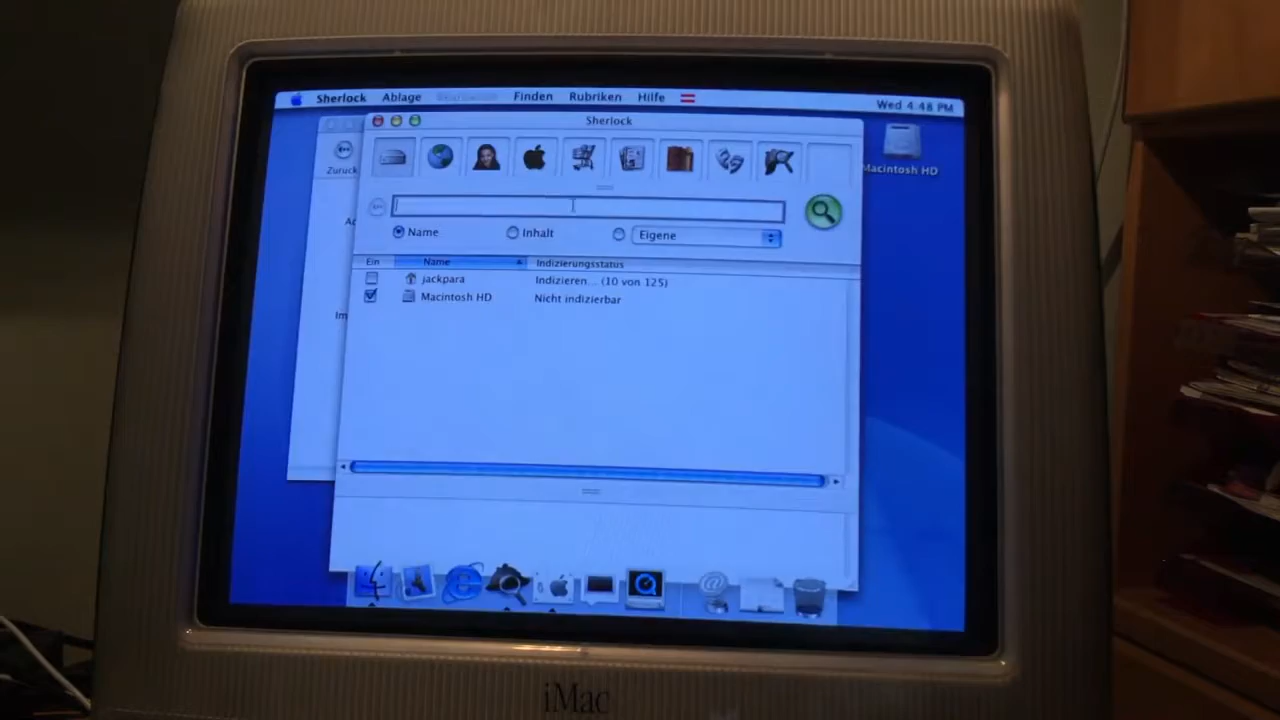 Sherlock Ablage Bearbeiten Finden Rubriken Hilfe Wed 4:48 PM
Sherlock
Macintosh HD
Zurück
Name Inhalt Eigene
Ein Name Indizierungsstatus
jackpara Indizieren... (10 von 125)
Macintosh HD Nicht indizierbar
iMac